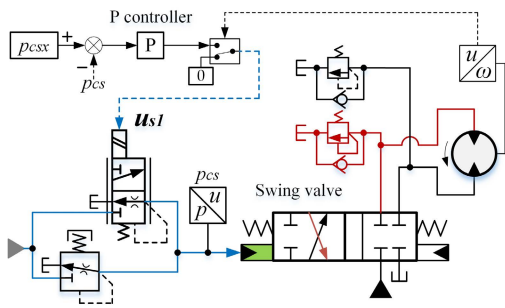 P controller
pcsx
+
−
pcs
P
0
u
ω
us1
pcs
u
p
Swing valve